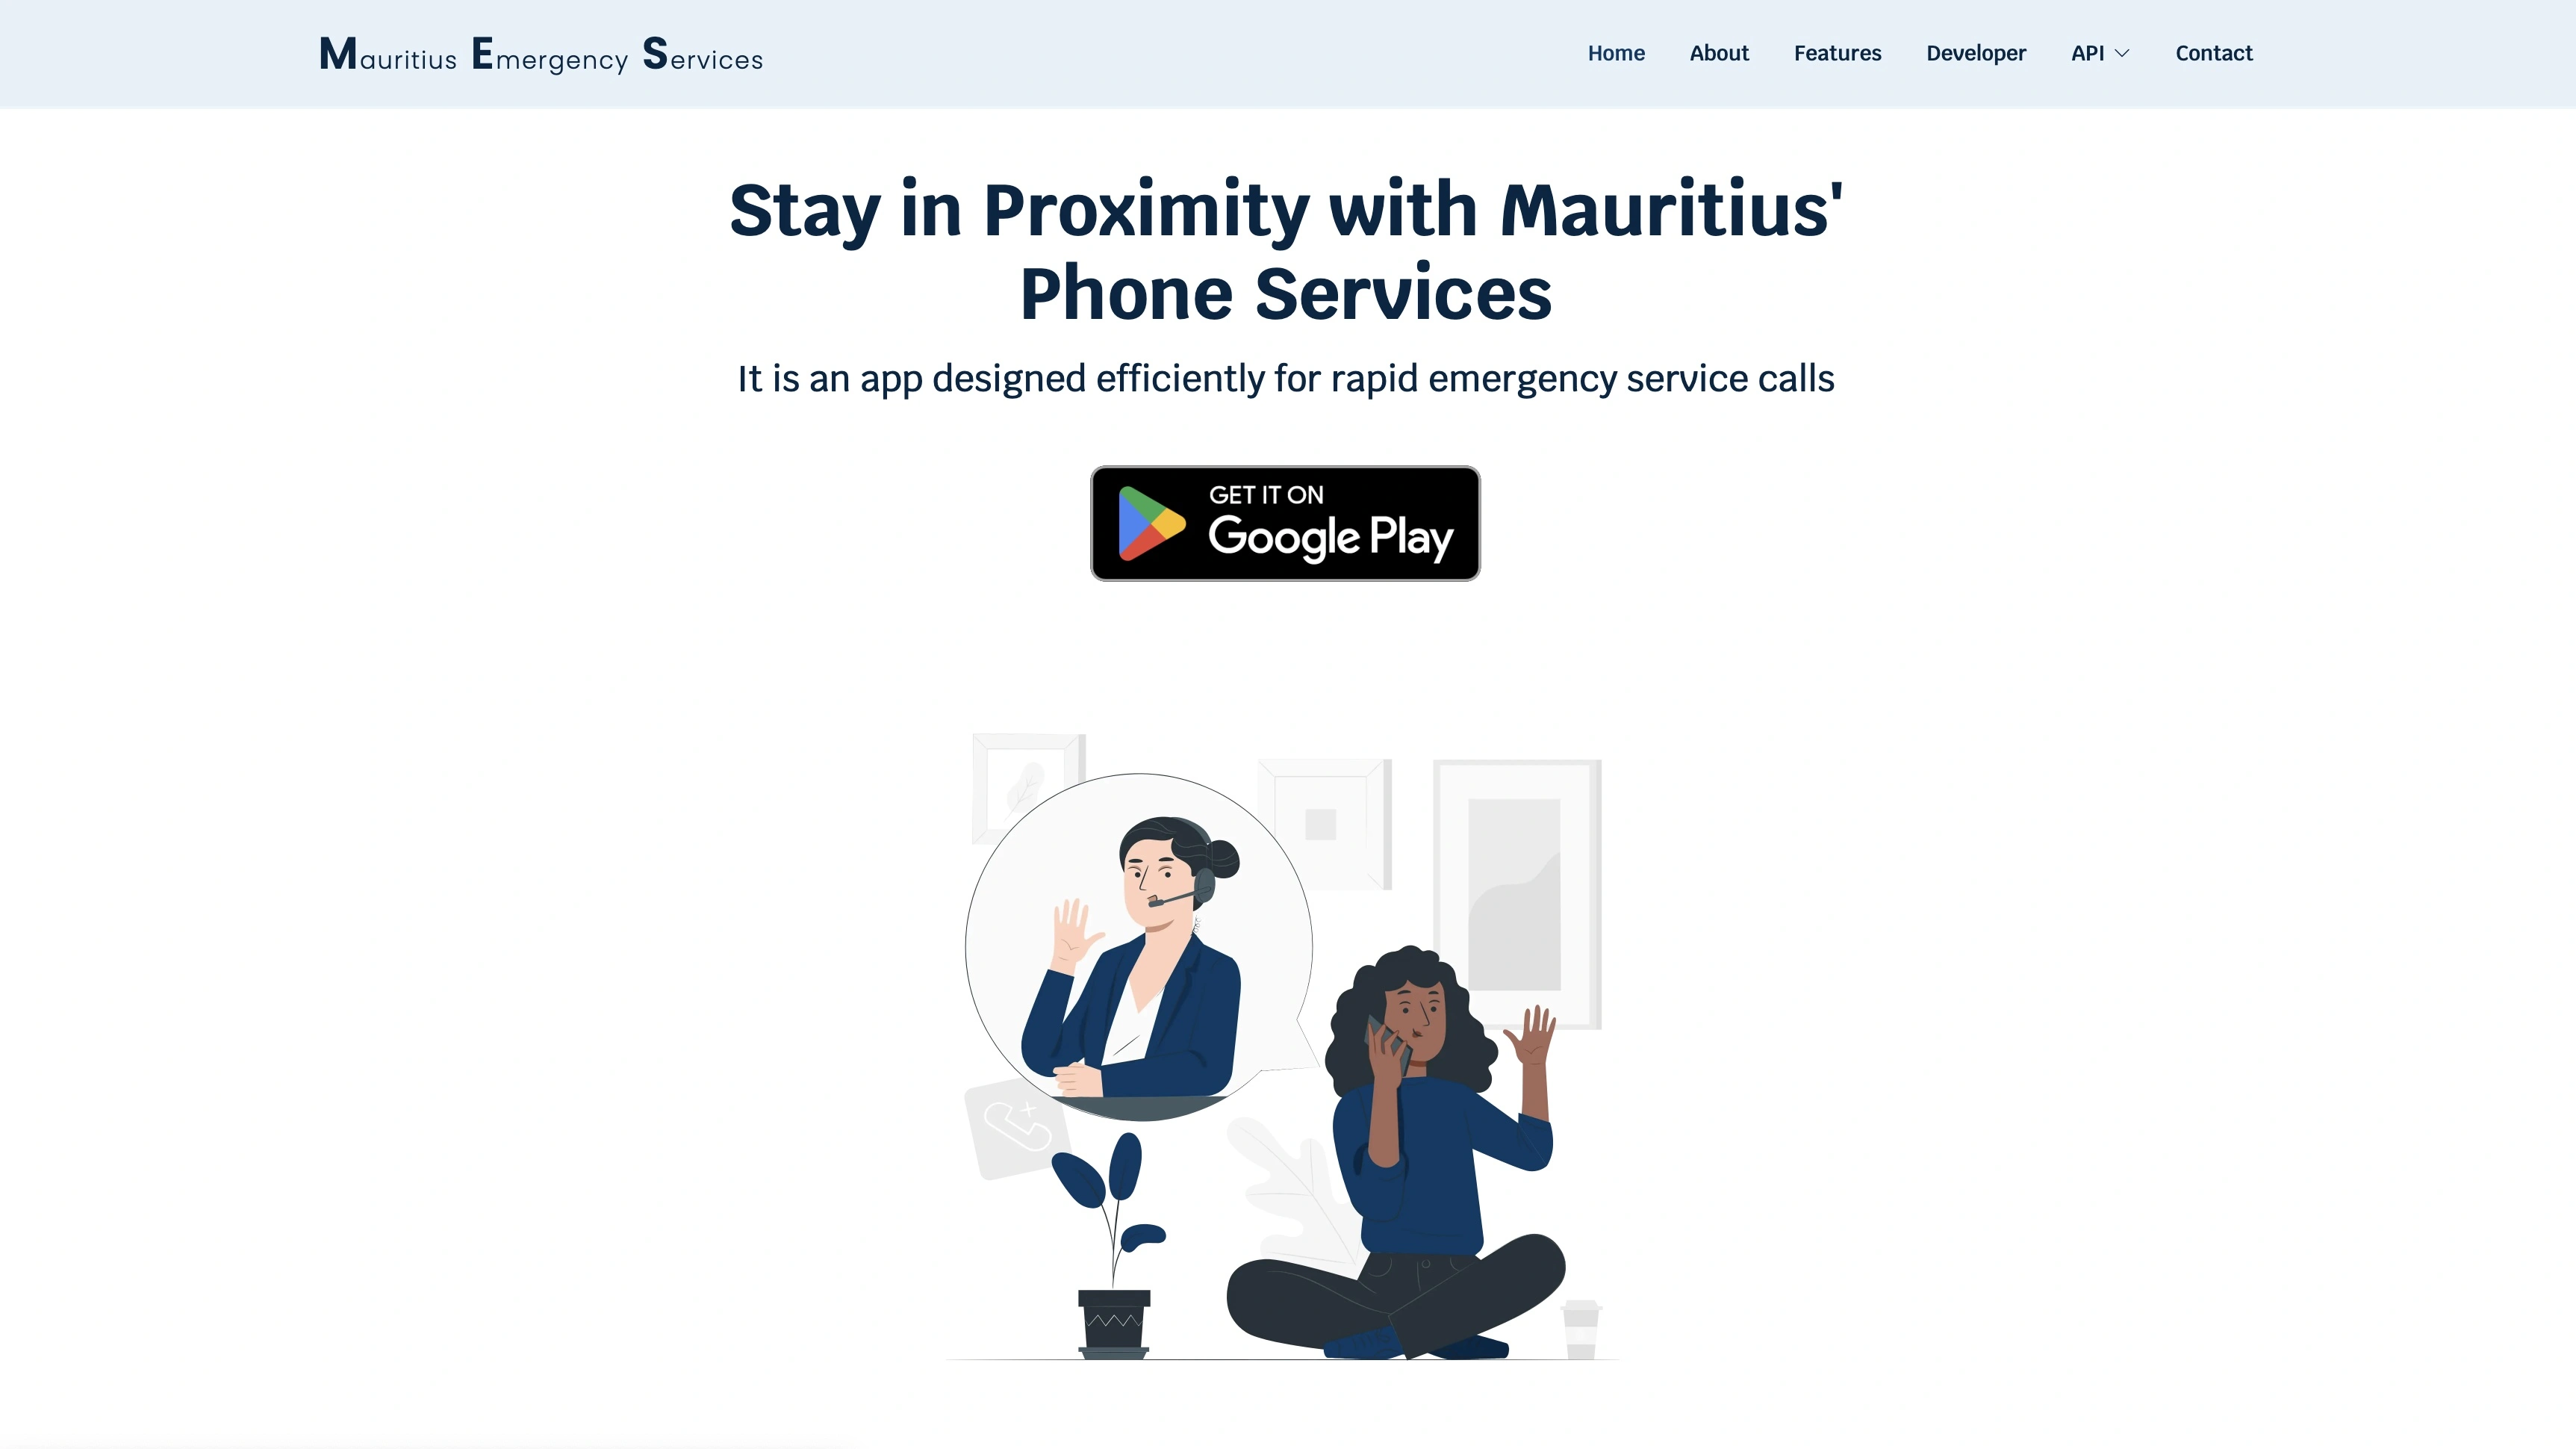 Mauritius Emergency Services
Home About Features Developer API Contact
Stay in Proximity with Mauritius'
Phone Services
It is an app designed efficiently for rapid emergency service calls
GET IT ON
Google Play